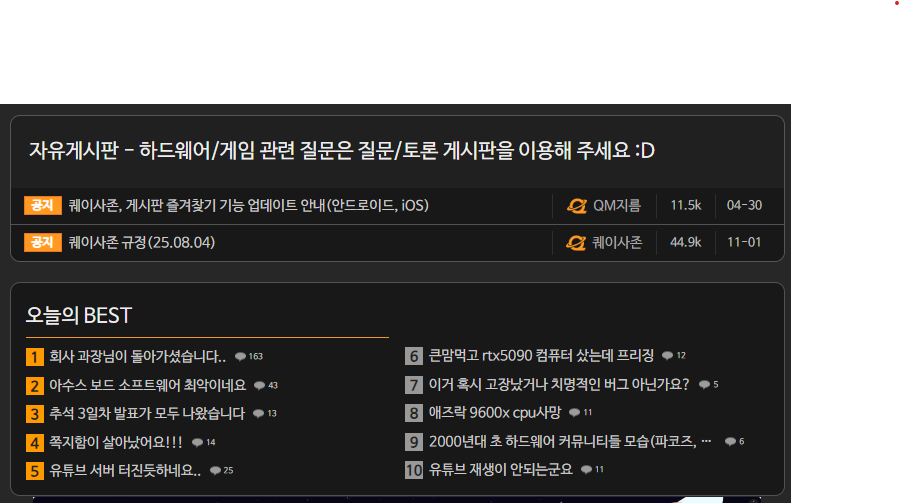 자유게시판 - 하드웨어/게임 관련 질문은 질문/토론 게시판을 이용해 주세요 :D
공지 퀘이사존, 게시판 즐겨찾기 기능 업데이트 안내(안드로이드, iOS) QM지름 11.5k 04-30
공지 퀘이사존 규정(25.08.04) 퀘이사존 44.9k 11-01
오늘의 BEST
1 회사 과장님이 돌아가셨습니다.. 163
2 아수스 보드 소프트웨어 최악이네요 43
3 추석 3일차 발표가 모두 나왔습니다 13
4 쪽지함이 살아났어요!!! 14
5 유튜브 서버 터진듯하네요.. 25
6 큰맘먹고 rtx5090 컴퓨터 샀는데 프리징 12
7 이거 혹시 고장났거나 치명적인 버그 아닌가요? 5
8 애즈락 9600x cpu사망 11
9 2000년대 초 하드웨어 커뮤니티들 모습(파코즈, ··· 6
10 유튜브 재생이 안되는군요 11